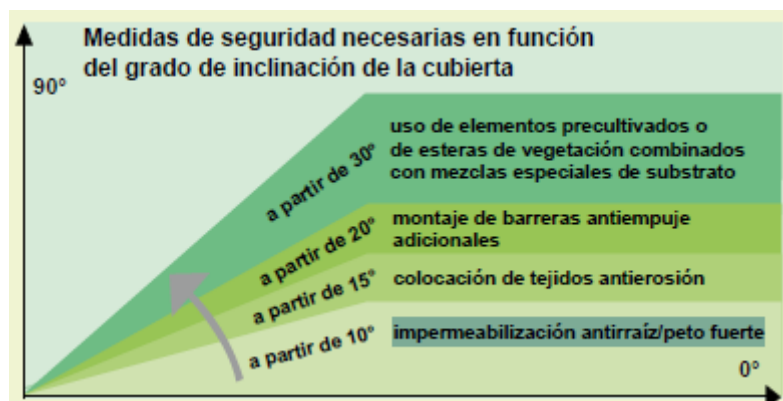 Medidas de seguridad necesarias en función
del grado de inclinación de la cubierta
90°
a partir de 30°
uso de elementos precultivados o
de esteras de vegetación combinados
con mezclas especiales de substrato
a partir de 20°
montaje de barreras antiempuje
adicionales
a partir de 15°
colocación de tejidos antierosión
a partir de 10°
impermeabilización antirraíz/peto fuerte
0°